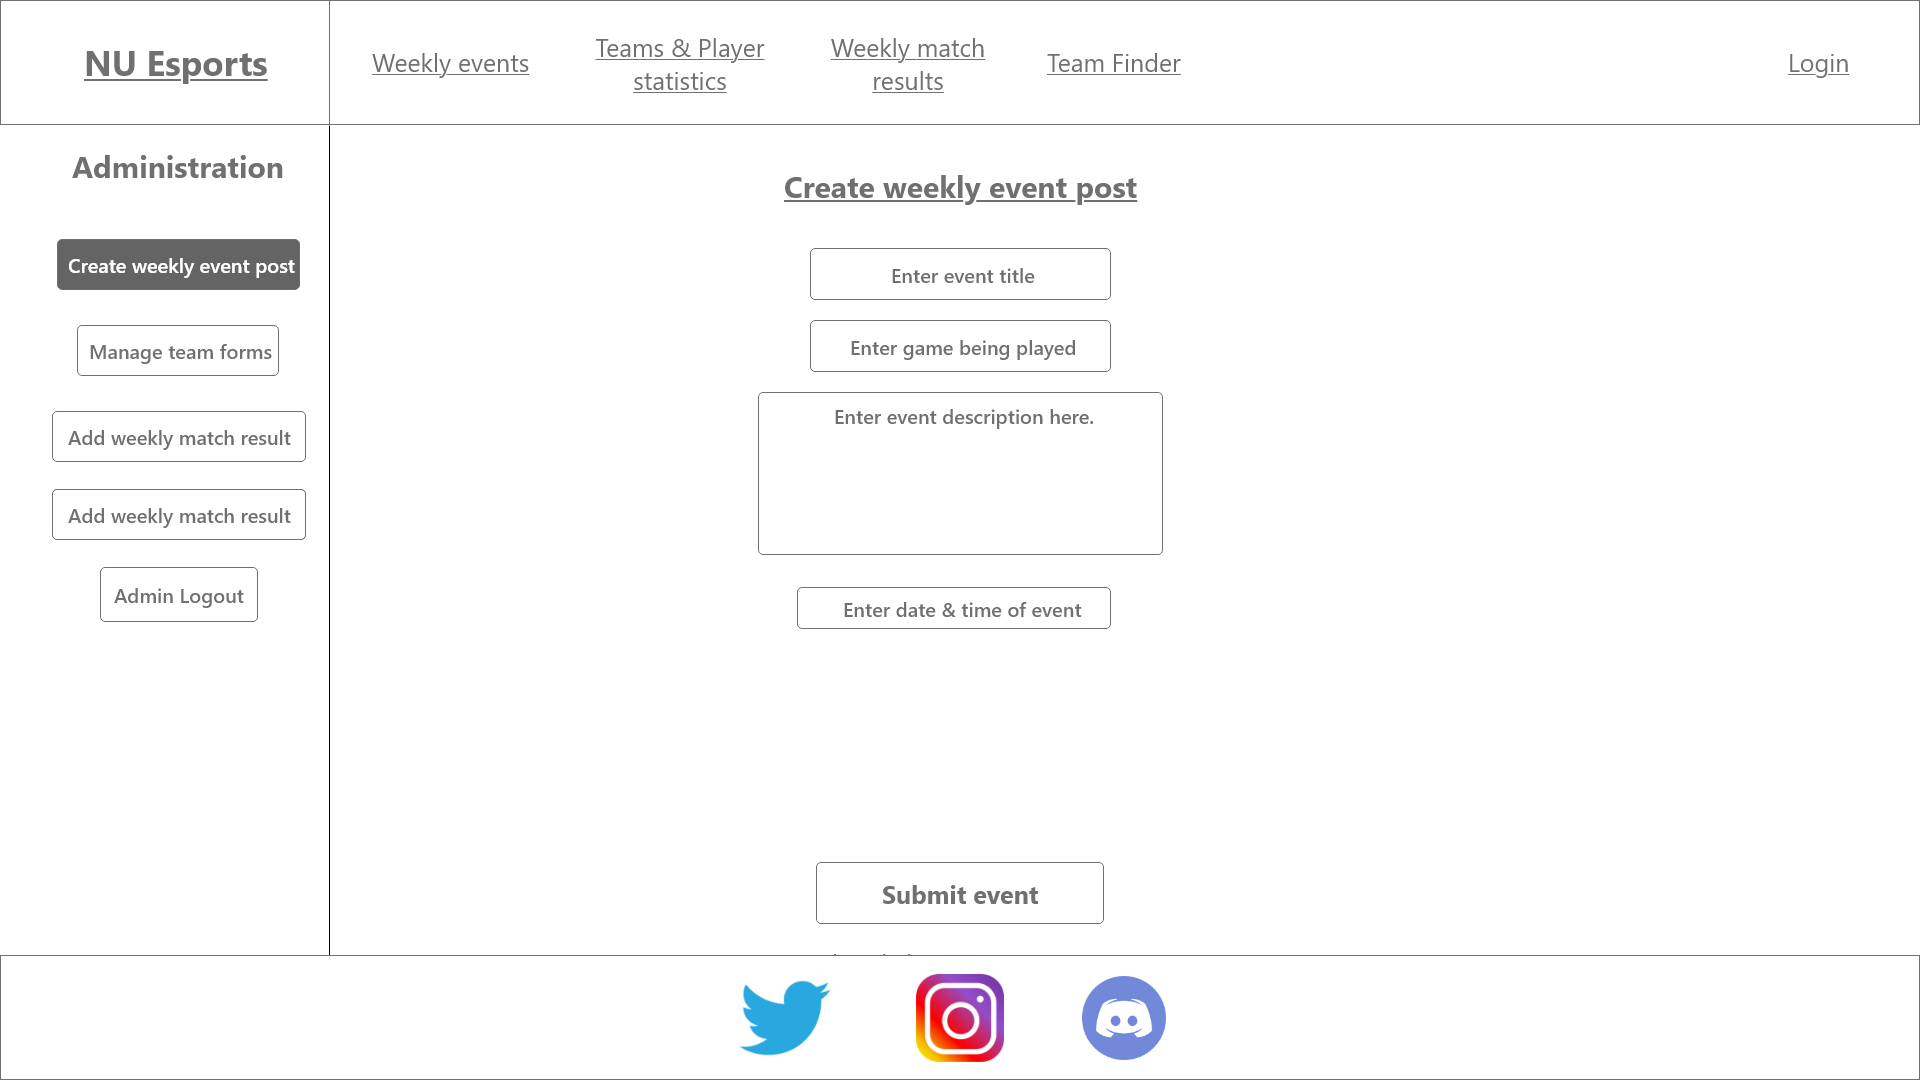 NU Esports
Weekly events
Teams & Player
statistics
Weekly match
results
Team Finder
Login
Administration
Create weekly event post
Manage team forms
Add weekly match result
Add weekly match result
Admin Logout
Create weekly event post
Enter event title
Enter game being played
Enter event description here.
Enter date & time of event
Submit event